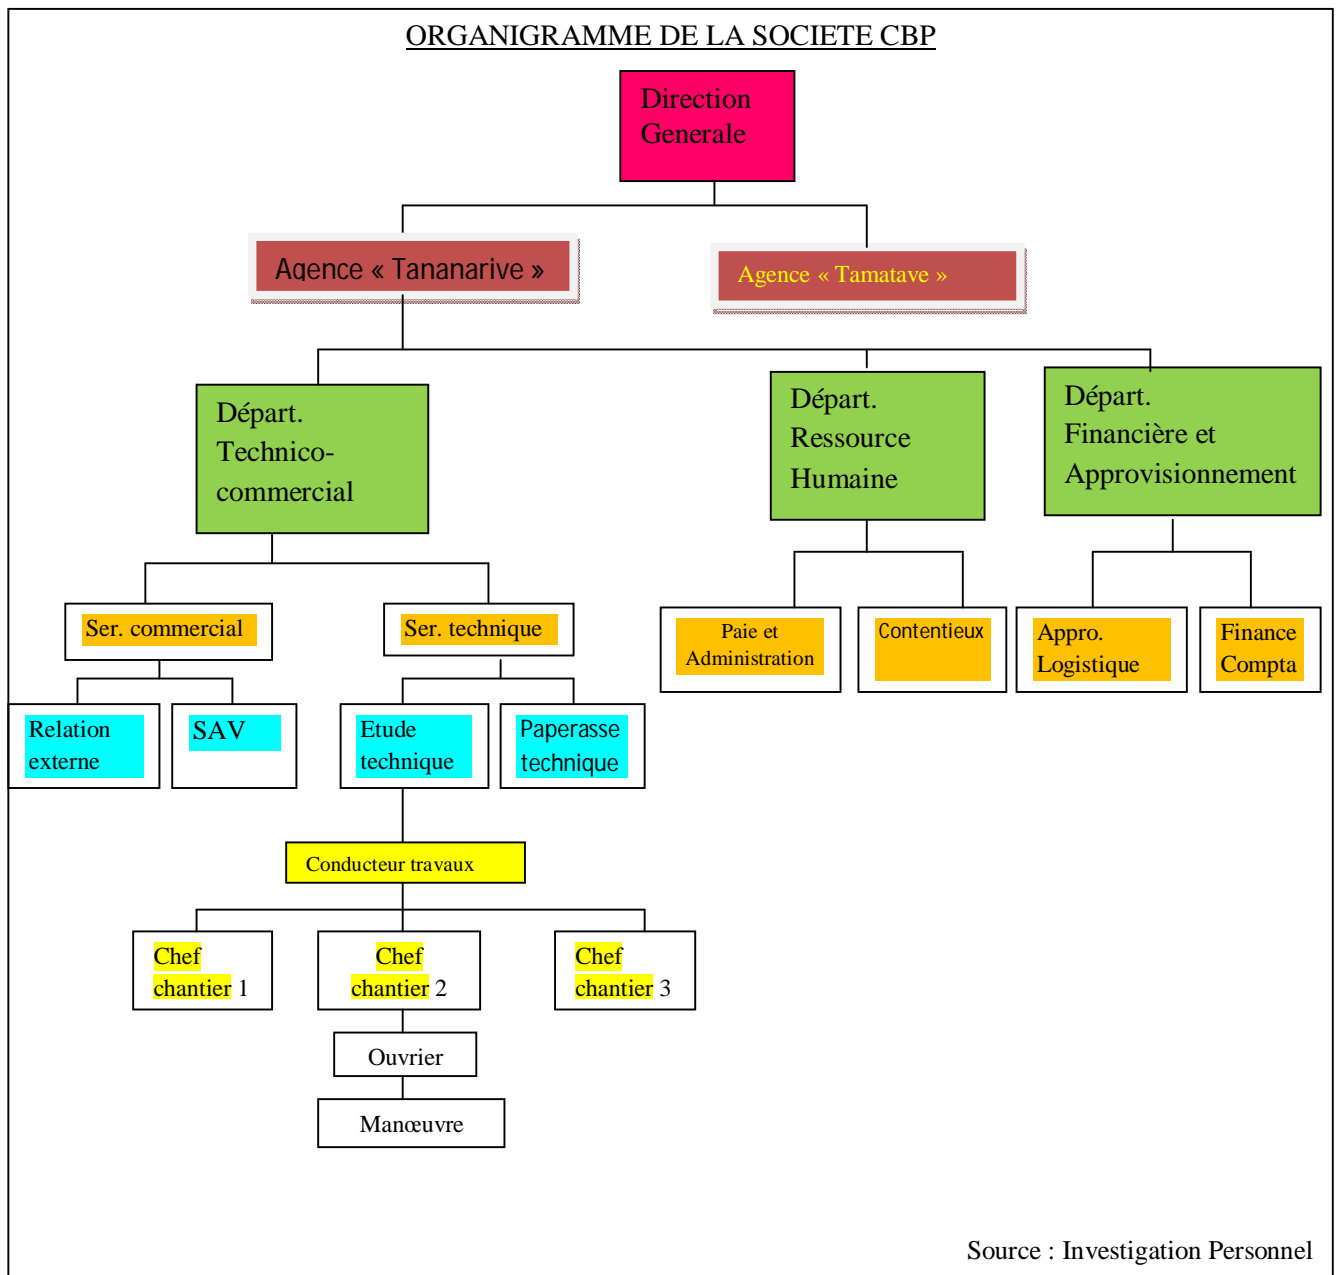 ORGANIGRAMME DE LA SOCIETE CBP
Direction
Generale
Agence « Tananarive »
Agence « Tamatave »
Départ.
Technico-
commercial
Départ.
Ressource
Humaine
Départ.
Financière et
Approvisionnement
Ser. commercial
Ser. technique
Paie et
Administration
Contentieux
Appro.
Logistique
Finance
Compta
Relation
externe
SAV
Etude
technique
Paperasse
technique
Conducteur travaux
Chef
chantier 1
Chef
chantier 2
Chef
chantier 3
Ouvrier
Manœuvre
Source : Investigation Personnel